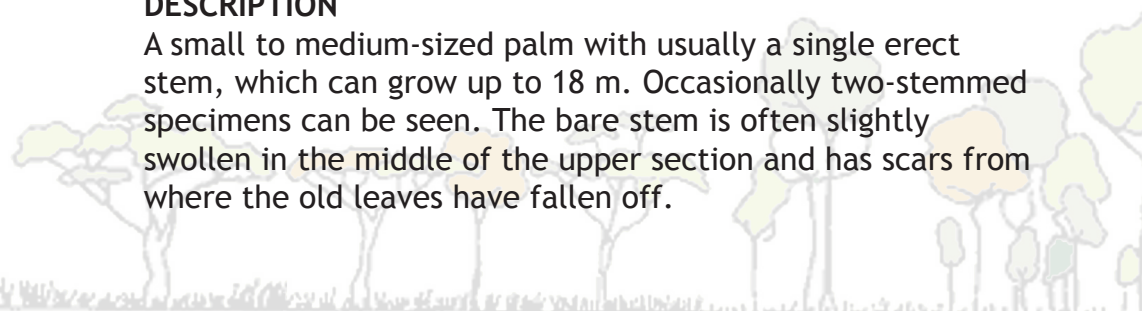 DESCRIPTION
A small to medium-sized palm with usually a single erect
stem, which can grow up to 18 m. Occasionally two-stemmed
specimens can be seen. The bare stem is often slightly
swollen in the middle of the upper section and has scars from
where the old leaves have fallen off.